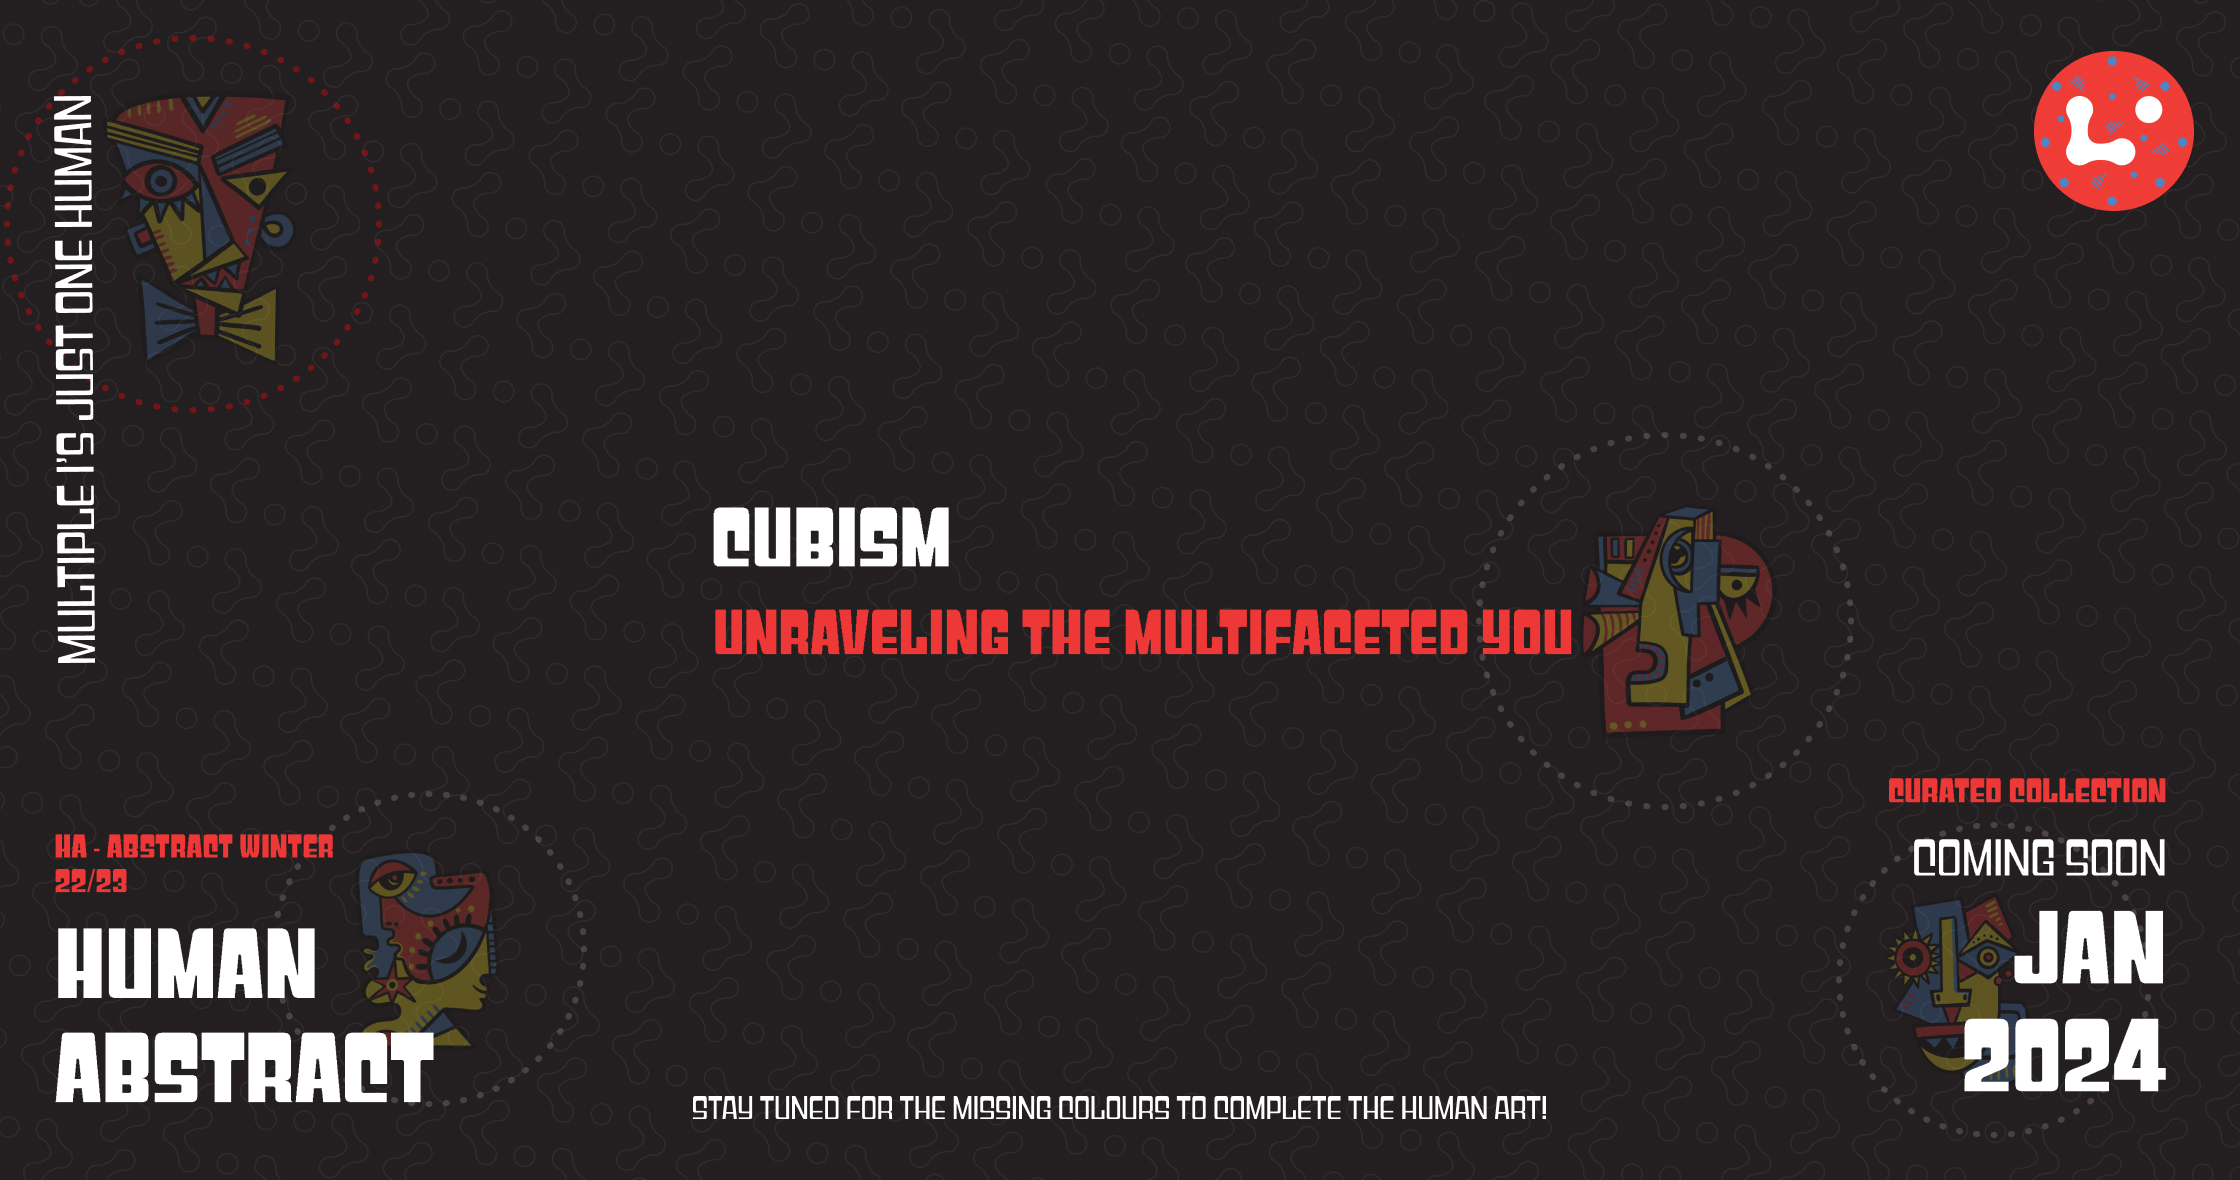 MULTIPLE I'S JUST ONE HUMAN
CUBISM
UNRAVELING THE MULTIFACETED YOU
HA - ABSTRACT WINTER
22/23
HUMAN
ABSTRACT
CURATED COLLECTION
COMING SOON
JAN
2024
STAY TUNED FOR THE MISSING COLOURS TO COMPLETE THE HUMAN ART!